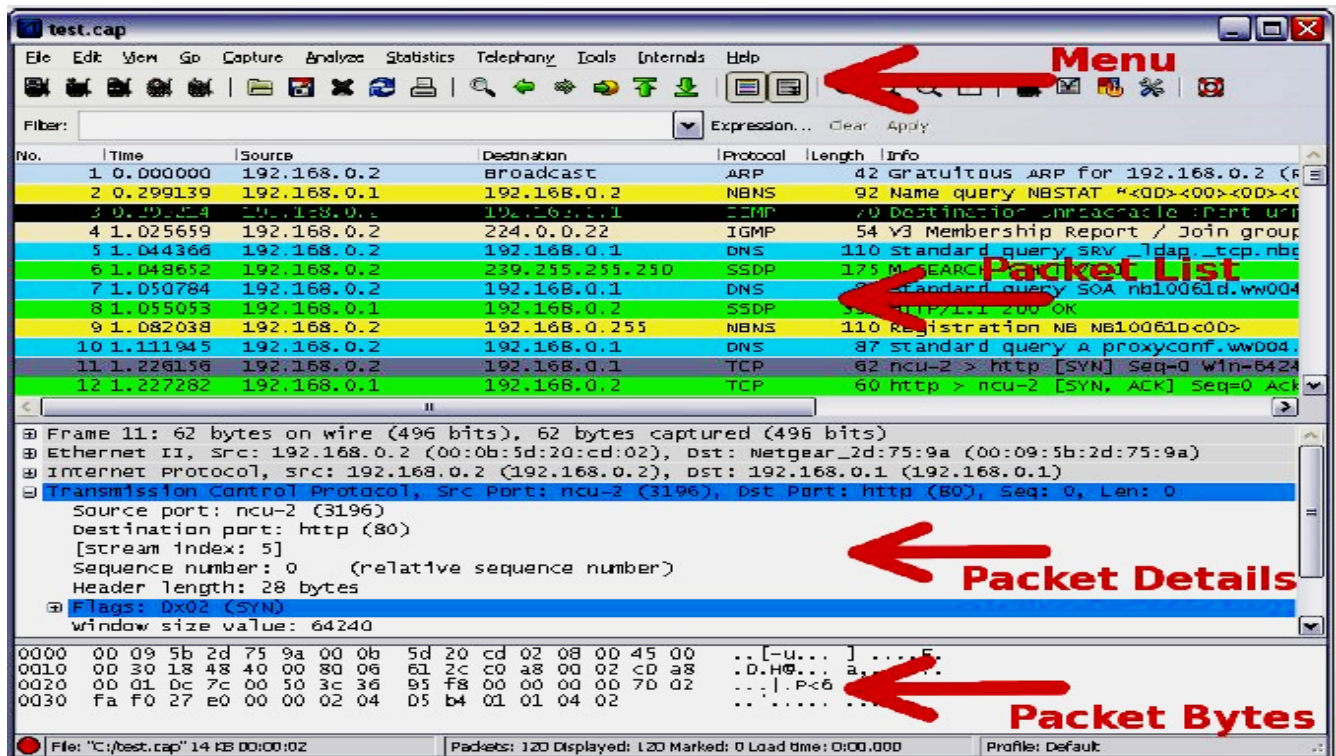 test.cap
File Edit View Go Capture Analyze Statistics Telephony Tools Internals Help
Menu
Filter: Expression... Clear Apply
No. Time Source Destination Protocol Length Info
1 0.000000 192.168.0.2 Broadcast ARP 42 Gratuitous ARP for 192.168.0.2
2 0.299139 192.168.0.1 192.168.0.2 NBNS 92 Name query NBSTAT "<00><00><00>
3 192.168.0.1 ICMP 70 Destination unreachable
4 1.025659 192.168.0.2 224.0.0.22 IGMP 54 V3 Membership Report / Join group
5 1.044366 192.168.0.2 192.168.0.1 DNS 110 Standard query SRV _ldap._tcp.nbg
6 1.048652 192.168.0.2 239.255.255.250 SSDP 175 M-SEARCH
Packet List
7 1.050784 192.168.0.2 192.168.0.1 DNS Standard query SOA nb10061d.ww004
8 1.055053 192.168.0.1 192.168.0.2 SSDP HTTP/1.1 200 OK
9 1.082038 192.168.0.2 192.168.0.255 NBNS 110 Registration NB NB10061D<00>
10 1.111945 192.168.0.2 192.168.0.1 DNS 87 Standard query A proxyconf.ww004.
11 1.226156 192.168.0.2 192.168.0.1 TCP 62 ncu-2 > http [SYN] Seq=0 Win=6424
12 1.227282 192.168.0.1 192.168.0.2 TCP 60 http > ncu-2 [SYN, ACK] Seq=0 Ack
Frame 11: 62 bytes on wire (496 bits), 62 bytes captured (496 bits)
Ethernet II, Src: 192.168.0.2 (00:0b:5d:20:cd:02), Dst: Netgear_2d:75:9a (00:09:5b:2d:75:9a)
Internet Protocol, Src: 192.168.0.2 (192.168.0.2), Dst: 192.168.0.1 (192.168.0.1)
Transmission Control Protocol, Src Port: ncu-2 (3196), Dst Port: http (80), Seq: 0, Len: 0
Source port: ncu-2 (3196)
Destination port: http (80)
[Stream index: 5]
Sequence number: 0 (relative sequence number)
Packet Details
Header length: 28 bytes
Flags: 0x02 (SYN)
Window size value: 64240
0000 00 09 5b 2d 75 9a 00 0b 5d 20 cd 02 08 00 45 00 ..[-u... ] ....E.
0010 00 30 18 48 40 00 80 06 61 2c c0 a8 00 02 c0 a8 .0.H@... a,
0020 00 01 0c 7c 00 50 3c 36 95 f8 00 00 00 00 70 02 ...|.P<6
0030 fa f0 27 e0 00 00 02 04 05 b4 01 01 04 02
Packet Bytes
File: "C:/test.cap" 14 KB 00:00:02 Packets: 120 Displayed: 120 Marked: 0 Load time: 0:00.000 Profile: Default